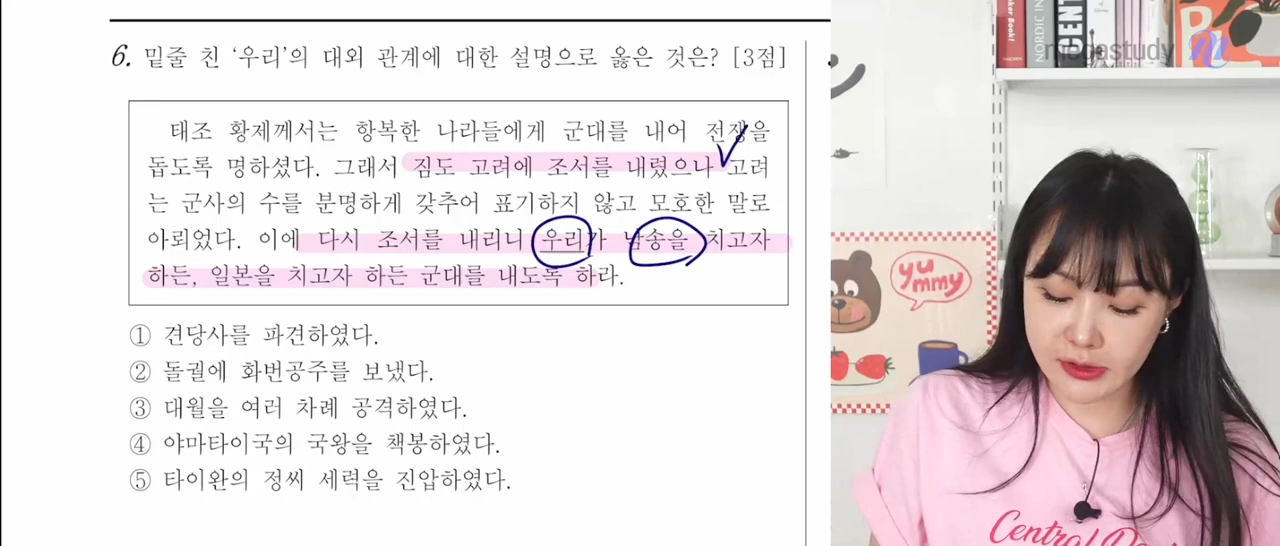 6. 밑줄 친 ‘우리’의 대외 관계에 대한 설명으로 옳은 것은? [3점]
태조 황제께서는 항복한 나라들에게 군대를 내어 전쟁을
돕도록 명하셨다. 그래서 짐도 고려에 조서를 내렸으나 고려
는 군사의 수를 분명하게 갖추어 표기하지 않고 모호한 말로
아뢰었다. 이에 다시 조서를 내리니 우리가 남송을 치고자
하든, 일본을 치고자 하든 군대를 내도록 하라.
① 견당사를 파견하였다.
② 돌궐에 화번공주를 보냈다.
③ 대월을 여러 차례 공격하였다.
④ 야마타이국의 국왕을 책봉하였다.
⑤ 타이완의 정씨 세력을 진압하였다.
megastudy
NORDIC IN
yu
mmy
Central